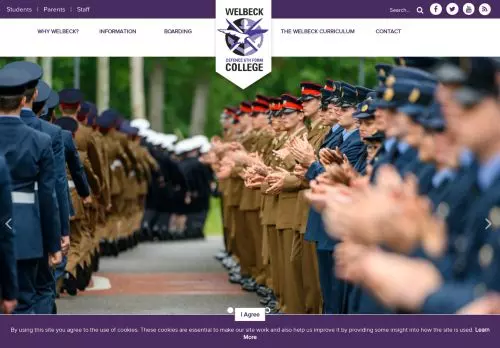 Students | Parents | Staff
Search...
WELBECK
DEFENCE 6TH FORM
COLLEGE
WHY WELBECK? INFORMATION BOARDING THE WELBECK CURRICULUM CONTACT
I Agree
By using this site you agree to the use of cookies. These cookies are essential to make our site work and also help us improve it by providing some insight into how the site is used. Learn
More